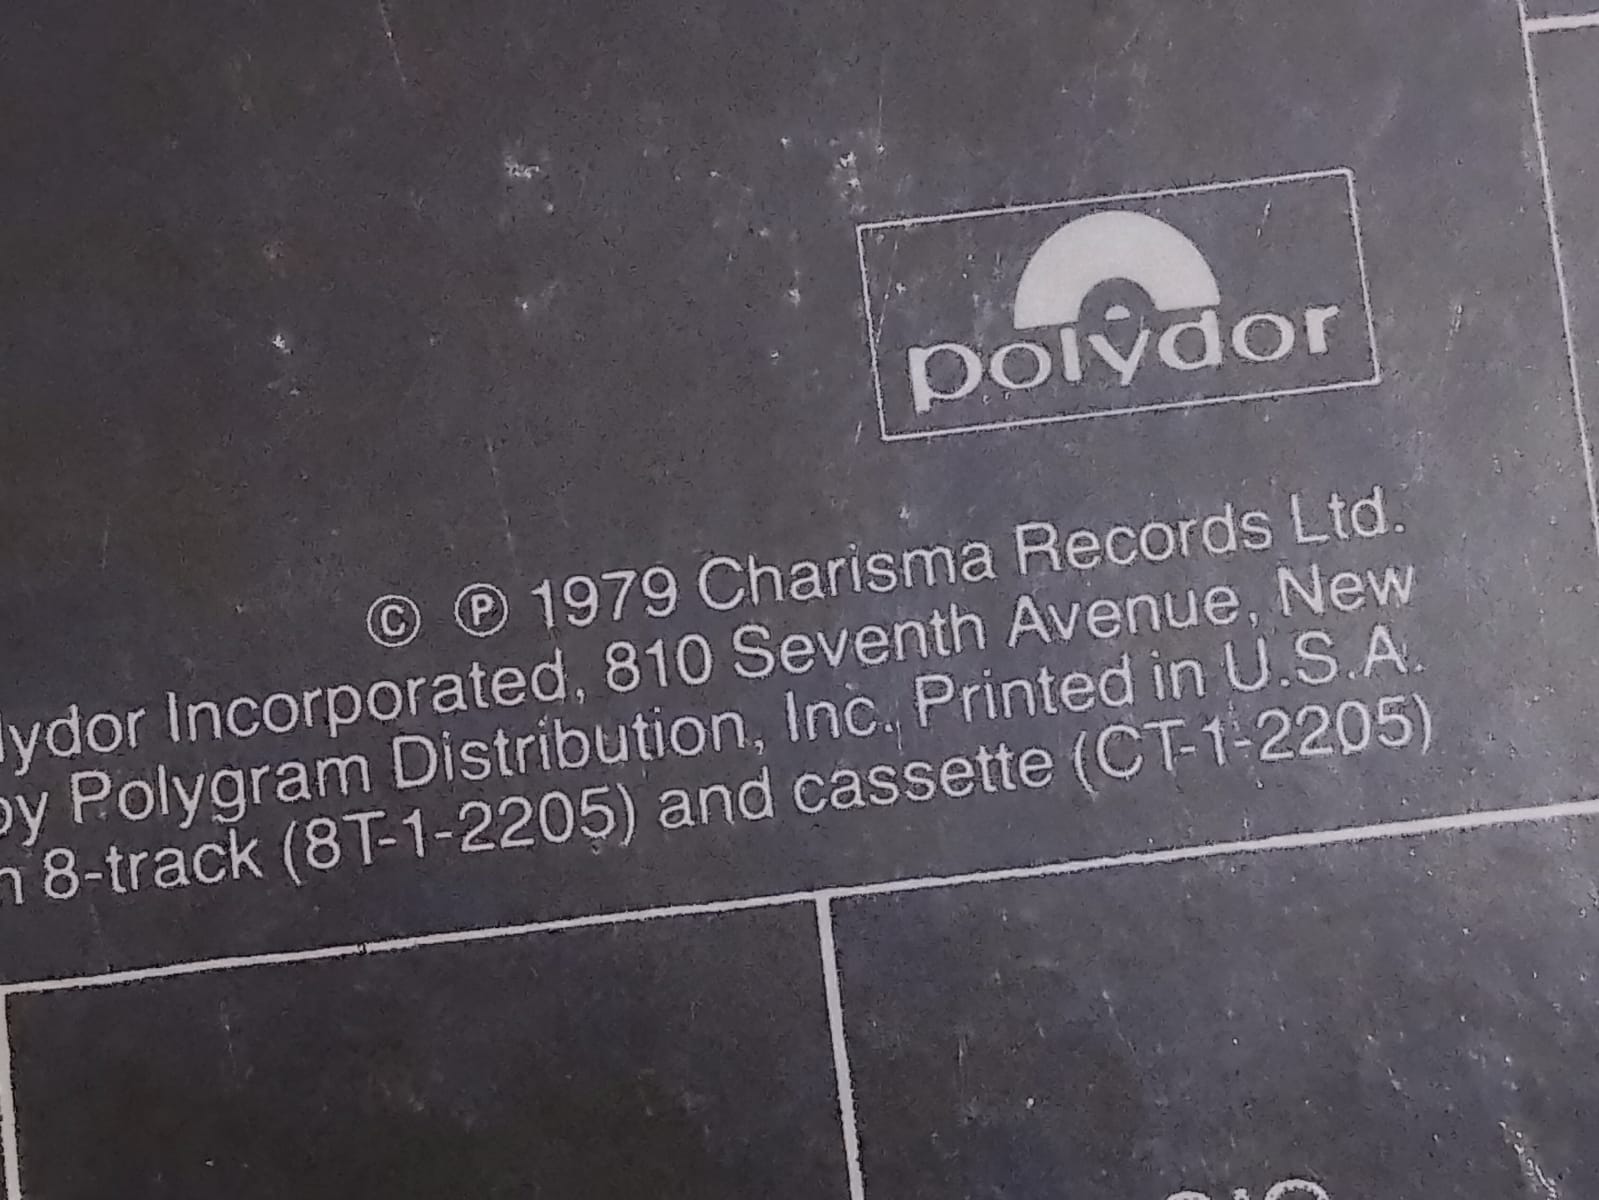 polydor
© ℗ 1979 Charisma Records Ltd.
lydor Incorporated, 810 Seventh Avenue, New
by Polygram Distribution, Inc. Printed in U.S.A.
8-track (8T-1-2205) and cassette (CT-1-2205)